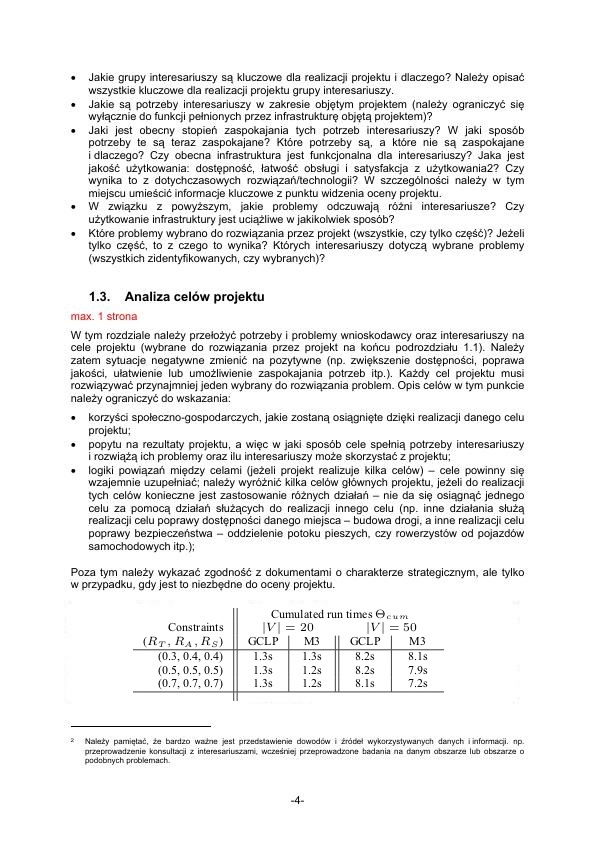 • Jakie grupy interesariuszy są kluczowe dla realizacji projektu i dlaczego? Należy opisać
wszystkie kluczowe dla realizacji projektu grupy interesariuszy.
• Jakie są potrzeby interesariuszy w zakresie objętym projektem (należy ograniczyć się
wyłącznie do funkcji pełnionych przez infrastrukturę objętą projektem)?
• Jaki jest obecny stopień zaspokajania tych potrzeb interesariuszy? W jaki sposób
potrzeby te są teraz zaspokajane? Które potrzeby są, a które nie są zaspokajane
i dlaczego? Czy obecna infrastruktura jest funkcjonalna dla interesariuszy? Jaka jest
jakość użytkowania: dostępność, łatwość obsługi i satysfakcja z użytkowania2? Czy
wynika to z dotychczasowych rozwiązań/technologii? W szczególności należy w tym
miejscu umieścić informacje kluczowe z punktu widzenia oceny projektu.
• W związku z powyższym, jakie problemy odczuwają różni interesariusze? Czy
użytkowanie infrastruktury jest uciążliwe w jakikolwiek sposób?
• Które problemy wybrano do rozwiązania przez projekt (wszystkie, czy tylko część)? Jeżeli
tylko część, to z czego to wynika? Których interesariuszy dotyczą wybrane problemy
(wszystkich zidentyfikowanych, czy wybranych)?
1.3. Analiza celów projektu
max. 1 strona
W tym rozdziale należy przełożyć potrzeby i problemy wnioskodawcy oraz interesariuszy na
cele projektu (wybrane do rozwiązania przez projekt na końcu podrozdziału 1.1). Należy
zatem sytuacje negatywne zmienić na pozytywne (np. zwiększenie dostępności, poprawa
jakości, ułatwienie lub umożliwienie zaspokajania potrzeb itp.). Każdy cel projektu musi
rozwiązywać przynajmniej jeden wybrany do rozwiązania problem. Opis celów w tym punkcie
należy ograniczyć do wskazania:
• korzyści społeczno-gospodarczych, jakie zostaną osiągnięte dzięki realizacji danego celu
projektu;
• popytu na rezultaty projektu, a więc w jaki sposób cele spełnią potrzeby interesariuszy
i rozwiążą ich problemy oraz ilu interesariuszy może skorzystać z projektu;
• logiki powiązań między celami (jeżeli projekt realizuje kilka celów) – cele powinny się
wzajemnie uzupełniać; należy wyróżnić kilka celów głównych projektu, jeżeli do realizacji
tych celów konieczne jest zastosowanie różnych działań – nie da się osiągnąć jednego
celu za pomocą działań służących do realizacji innego celu (np. inne działania służą
realizacji celu poprawy dostępności danego miejsca – budowa drogi, a inne realizacji celu
poprawy bezpieczeństwa – oddzielenie potoku pieszych, czy rowerzystów od pojazdów
samochodowych itp.);
Poza tym należy wykazać zgodność z dokumentami o charakterze strategicznym, ale tylko
w przypadku, gdy jest to niezbędne do oceny projektu.
Cumulated run times Θcum
Constraints |V| = 20 |V| = 50
(RT, RA, RS) GCLP M3 GCLP M3
(0.3, 0.4, 0.4) 1.3s 1.3s 8.2s 8.1s
(0.5, 0.5, 0.5) 1.3s 1.2s 8.2s 7.9s
(0.7, 0.7, 0.7) 1.3s 1.2s 8.1s 7.2s
2 Należy pamiętać, że bardzo ważne jest przedstawienie dowodów i źródeł wykorzystywanych danych i informacji. np.
przeprowadzenie konsultacji z interesariuszami, wcześniej przeprowadzone badania na danym obszarze lub obszarze o
podobnych problemach.
-4-